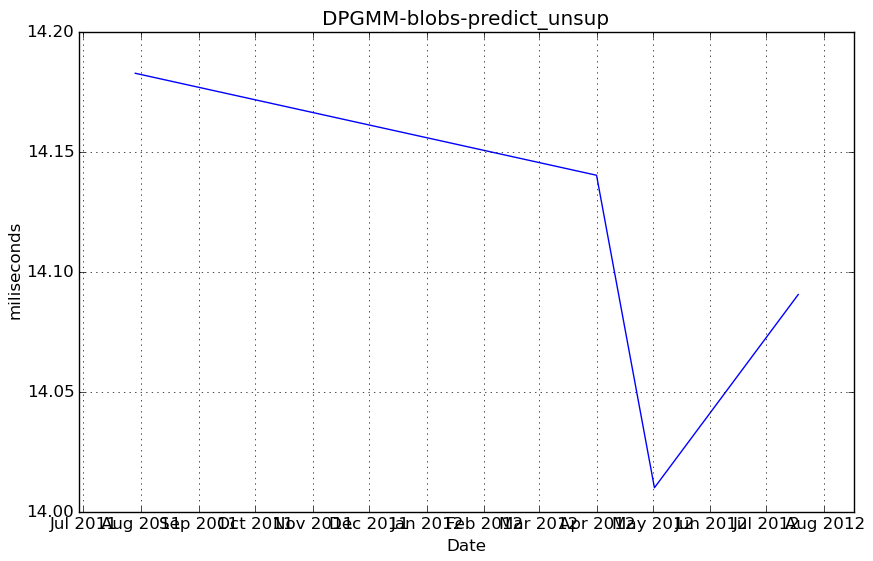 DPGMM-blobs-predict_unsup
14.20
14.15
14.10
14.05
14.00
miliseconds
Jul 2011 Aug 2011 Sep 2011 Oct 2011 Nov 2011 Dec 2011 Jan 2012 Feb 2012 Mar 2012 Apr 2012 May 2012 Jun 2012 Jul 2012 Aug 2012
Date